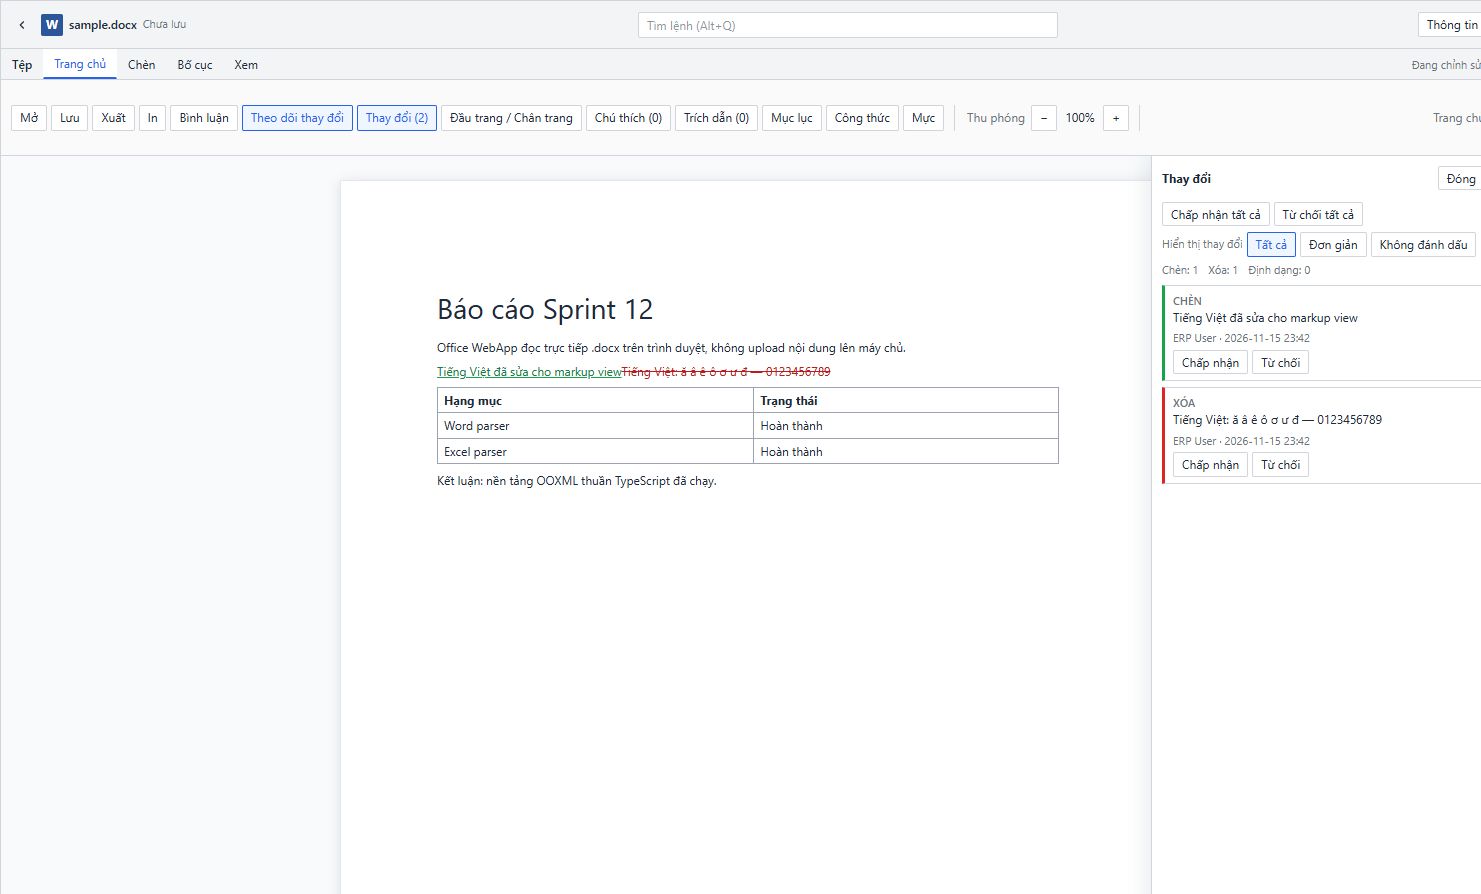 W sample.docx Chưa lưu
Tìm lệnh (Alt+Q)
Thông tin
Tệp Trang chủ Chèn Bố cục Xem
Đang chỉnh sử
Mở Lưu Xuất In Bình luận Theo dõi thay đổi Thay đổi (2) Đầu trang / Chân trang Chú thích (0) Trích dẫn (0) Mục lục Công thức Mực Thu phóng − 100% +
Trang chủ
Báo cáo Sprint 12
Office WebApp đọc trực tiếp .docx trên trình duyệt, không upload nội dung lên máy chủ.
Tiếng Việt đã sửa cho markup viewTiếng Việt: ă â ê ô ơ ư đ — 0123456789
Hạng mục Trạng thái
Word parser Hoàn thành
Excel parser Hoàn thành
Kết luận: nền tảng OOXML thuần TypeScript đã chạy.
Thay đổi
Đóng
Chấp nhận tất cả Từ chối tất cả
Hiển thị thay đổi Tất cả Đơn giản Không đánh dấu
Chèn: 1 Xóa: 1 Định dạng: 0
CHÈN
Tiếng Việt đã sửa cho markup view
ERP User · 2026-11-15 23:42
Chấp nhận Từ chối
XÓA
Tiếng Việt: ă â ê ô ơ ư đ — 0123456789
ERP User · 2026-11-15 23:42
Chấp nhận Từ chối